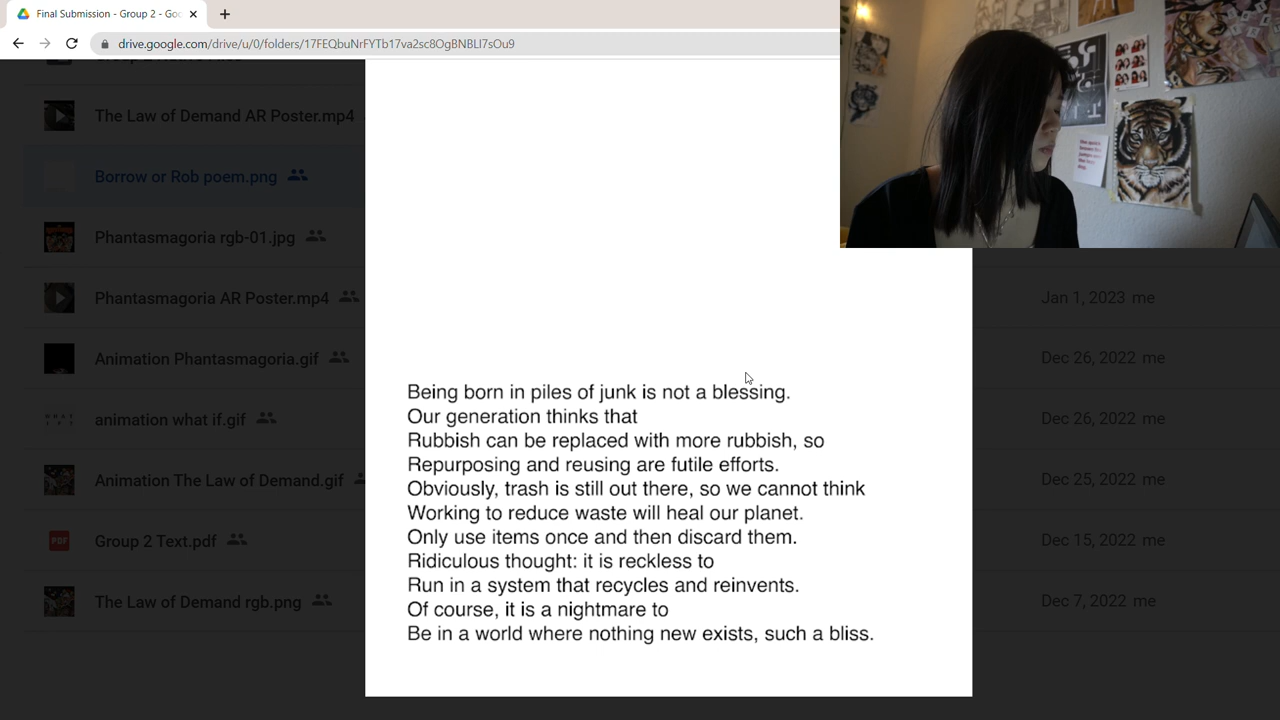 Final Submission - Group 2 - Goo
drive.google.com/drive/u/0/folders/17FEQbuNrFYTb17va2sc8OgBNBLI7sOu9
The Law of Demand AR Poster.mp4
Borrow or Rob poem.png
Phantasmagoria rgb-01.jpg
Phantasmagoria AR Poster.mp4
Jan 1, 2023 me
Animation Phantasmagoria.gif
Dec 26, 2022 me
animation what if.gif
Dec 26, 2022 me
Animation The Law of Demand.gif
Dec 25, 2022 me
PDF
Group 2 Text.pdf
Dec 15, 2022 me
The Law of Demand rgb.png
Dec 7, 2022 me
Being born in piles of junk is not a blessing.
Our generation thinks that
Rubbish can be replaced with more rubbish, so
Repurposing and reusing are futile efforts.
Obviously, trash is still out there, so we cannot think
Working to reduce waste will heal our planet.
Only use items once and then discard them.
Ridiculous thought: it is reckless to
Run in a system that recycles and reinvents.
Of course, it is a nightmare to
Be in a world where nothing new exists, such a bliss.